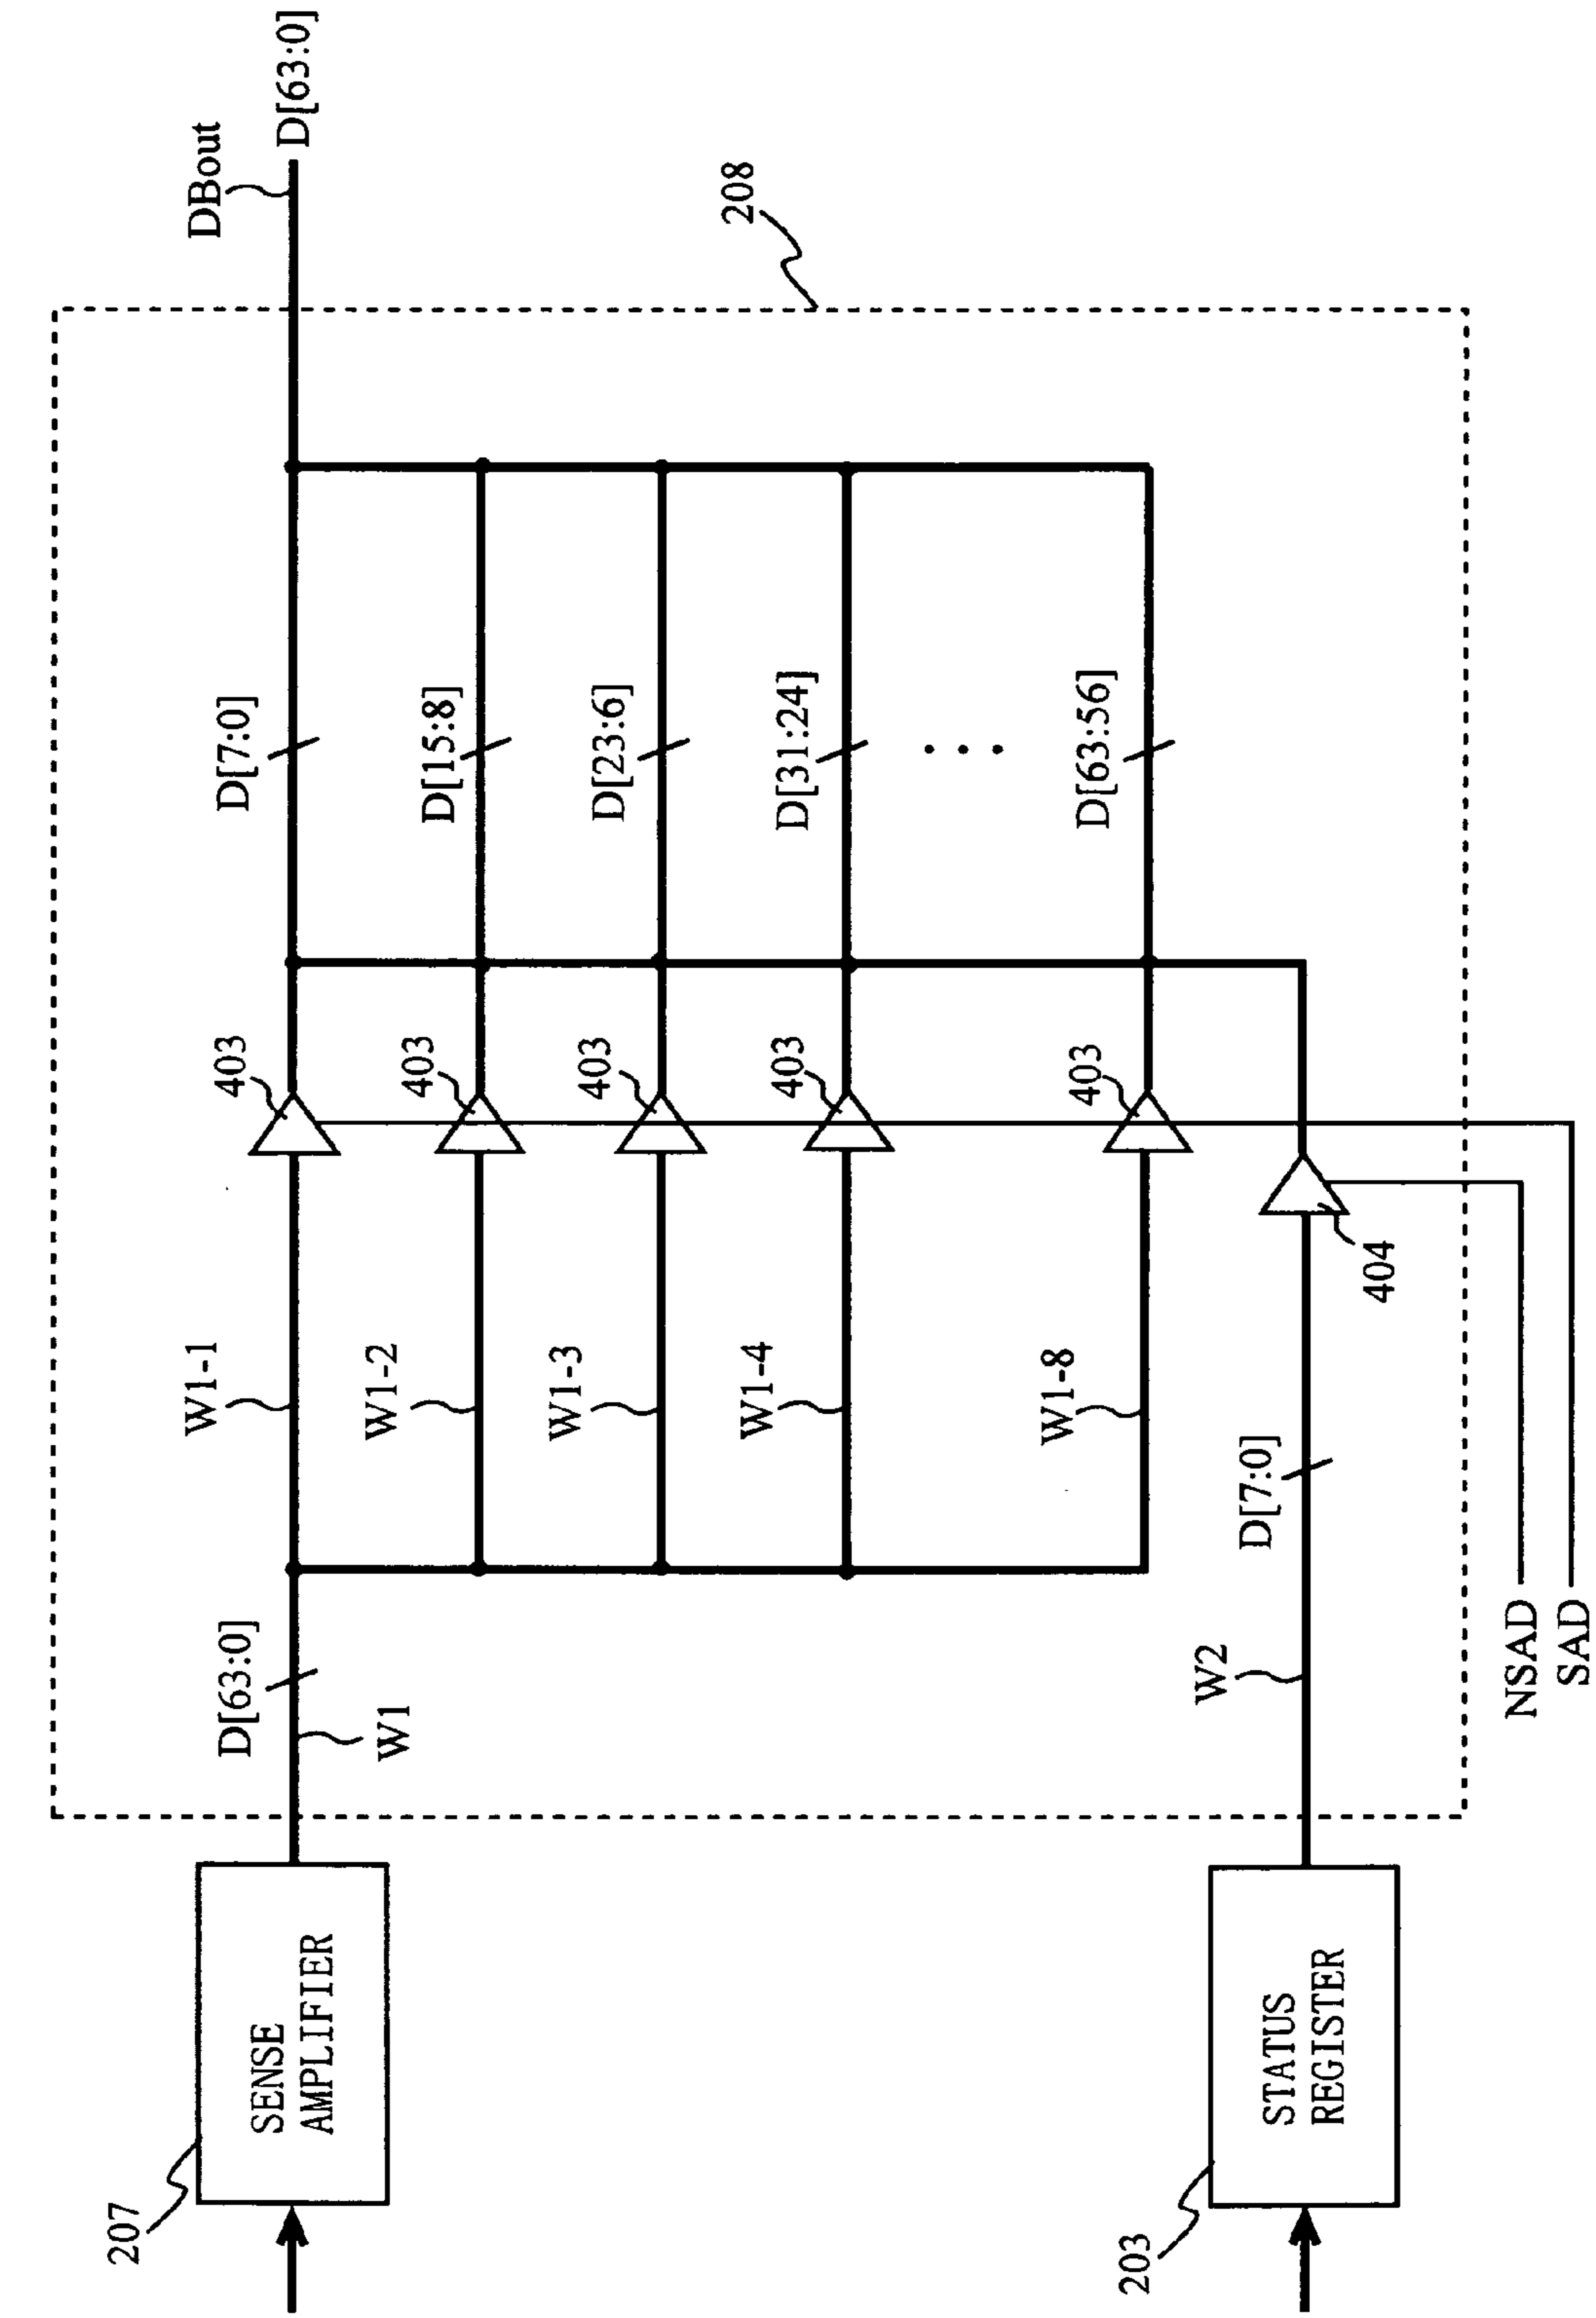 DBout
D[63:0]
208
D[7:0]
D[15:8]
D[23:6]
D[31:24]
D[63:56]
403
403
403
403
403
404
W1-1
W1-2
W1-3
W1-4
W1-8
D[63:0]
W1
D[7:0]
W2
NSAD
SAD
207
SENSE
AMPLIFIER
203
STATUS
REGISTER